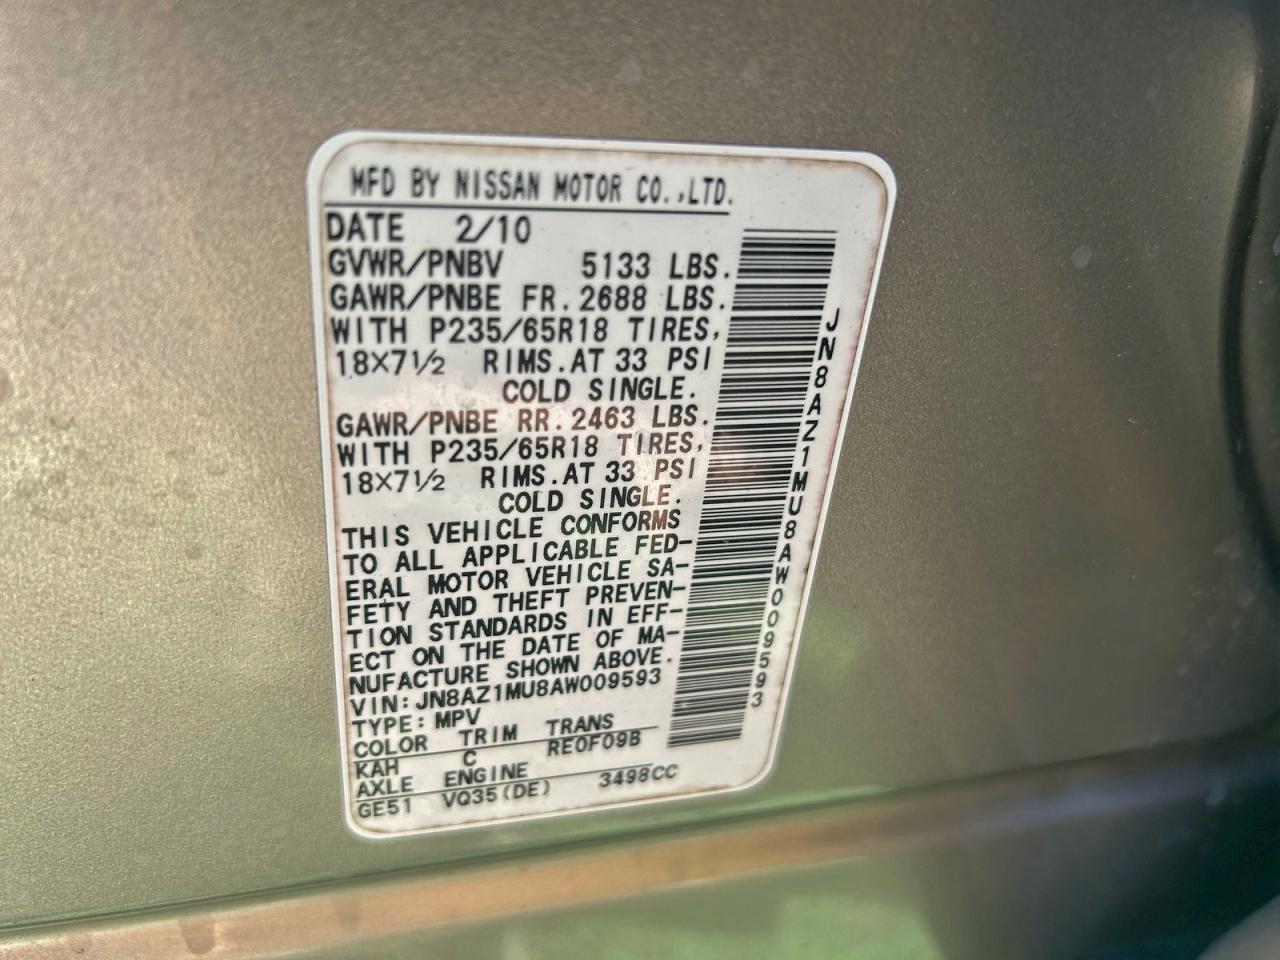 MFD BY NISSAN MOTOR CO.,LTD.
DATE 2/10
GVWR/PNBV 5133 LBS.
GAWR/PNBE FR.2688 LBS.
WITH P235/65R18 TIRES,
18X7½ RIMS.AT 33 PSI
COLD SINGLE.
GAWR/PNBE RR.2463 LBS.
WITH P235/65R18 TIRES,
18X7½ RIMS.AT 33 PSI
COLD SINGLE.
THIS VEHICLE CONFORMS
TO ALL APPLICABLE FED-
ERAL MOTOR VEHICLE SA-
FETY AND THEFT PREVEN-
TION STANDARDS IN EFF-
ECT ON THE DATE OF MA-
NUFACTURE SHOWN ABOVE.
VIN:JN8AZ1MU8AW009593
TYPE:MPV
COLOR TRIM TRANS
KAH C RE0F09B
AXLE ENGINE
GE51 VQ35(DE) 3498CC
JN8AZ1MU8AW009593